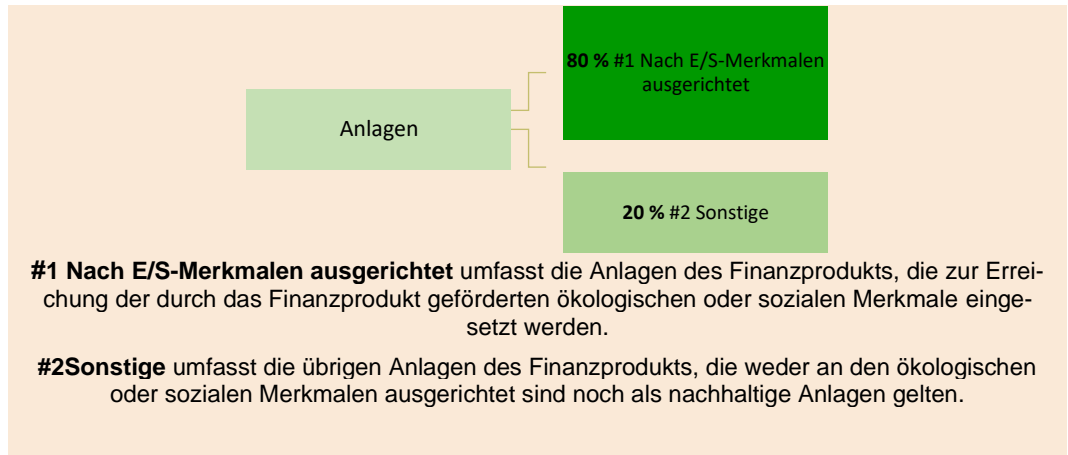 80 % #1 Nach E/S-Merkmalen
ausgerichtet
Anlagen
20 % #2 Sonstige
#1 Nach E/S-Merkmalen ausgerichtet umfasst die Anlagen des Finanzprodukts, die zur Errei-
chung der durch das Finanzprodukt geförderten ökologischen oder sozialen Merkmale einge-
setzt werden.
#2Sonstige umfasst die übrigen Anlagen des Finanzprodukts, die weder an den ökologischen
oder sozialen Merkmalen ausgerichtet sind noch als nachhaltige Anlagen gelten.